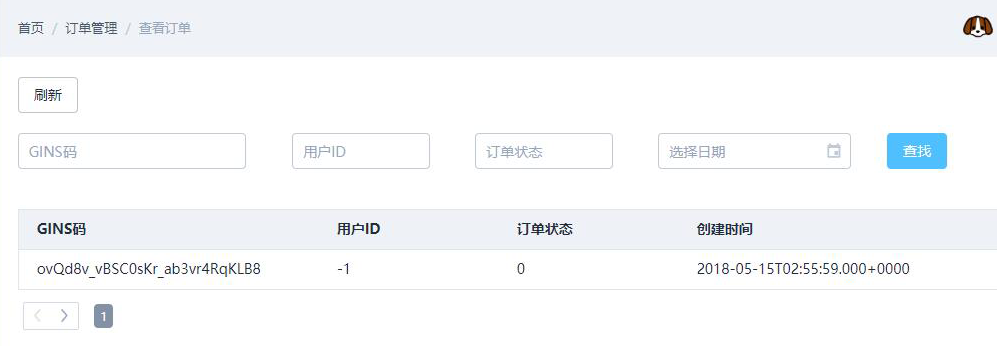 首页 / 订单管理 / 查看订单
刷新
GINS码 用户ID 订单状态 选择日期 查找
GINS码 用户ID 订单状态 创建时间
ovQd8v_vBSC0sKr_ab3vr4RqKLB8 -1 0 2018-05-15T02:55:59.000+0000
1